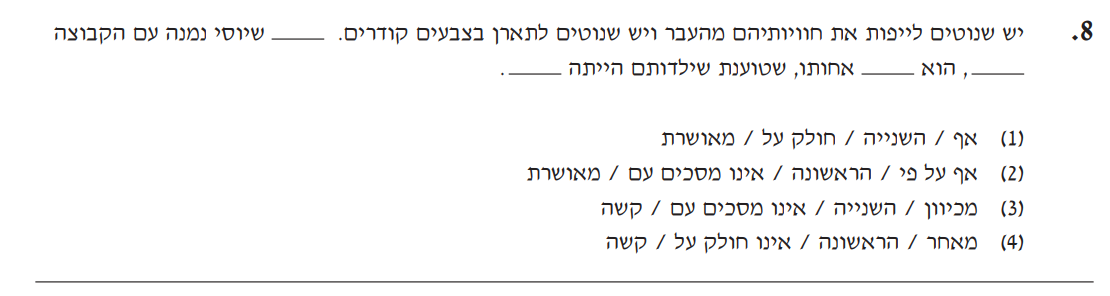 8. יש שנוטים לייפות את חוויותיהם מהעבר ויש שנוטים לתארן בצבעים קודרים. _____ שיוסי נמנה עם הקבוצה
_____, הוא _____ אחותו, שטוענת שילדותם הייתה _____.
(1) אף / השנייה / חולק על / מאושרת
(2) אף על פי / הראשונה / אינו מסכים עם / מאושרת
(3) מכיוון / השנייה / אינו מסכים עם / קשה
(4) מאחר / הראשונה / אינו חולק על / קשה